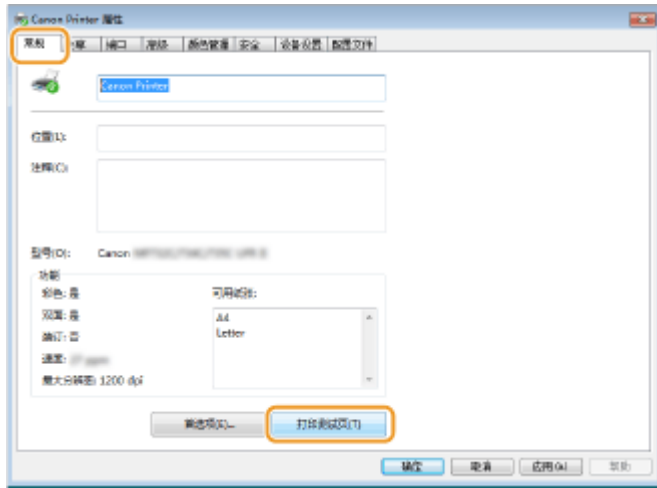 Canon Printer 属性
常规 共享 端口 高级 颜色管理 安全 设备设置 配置文件
Canon Printer
位置(L):
注释(C):
型号(O): Canon
功能
彩色: 是 可用纸张:
双面: 是 A4
装订: 否 Letter
速度:
最大分辨率: 1200 dpi
首选项(E)... 打印测试页(T)
确定 取消 应用(A) 帮助